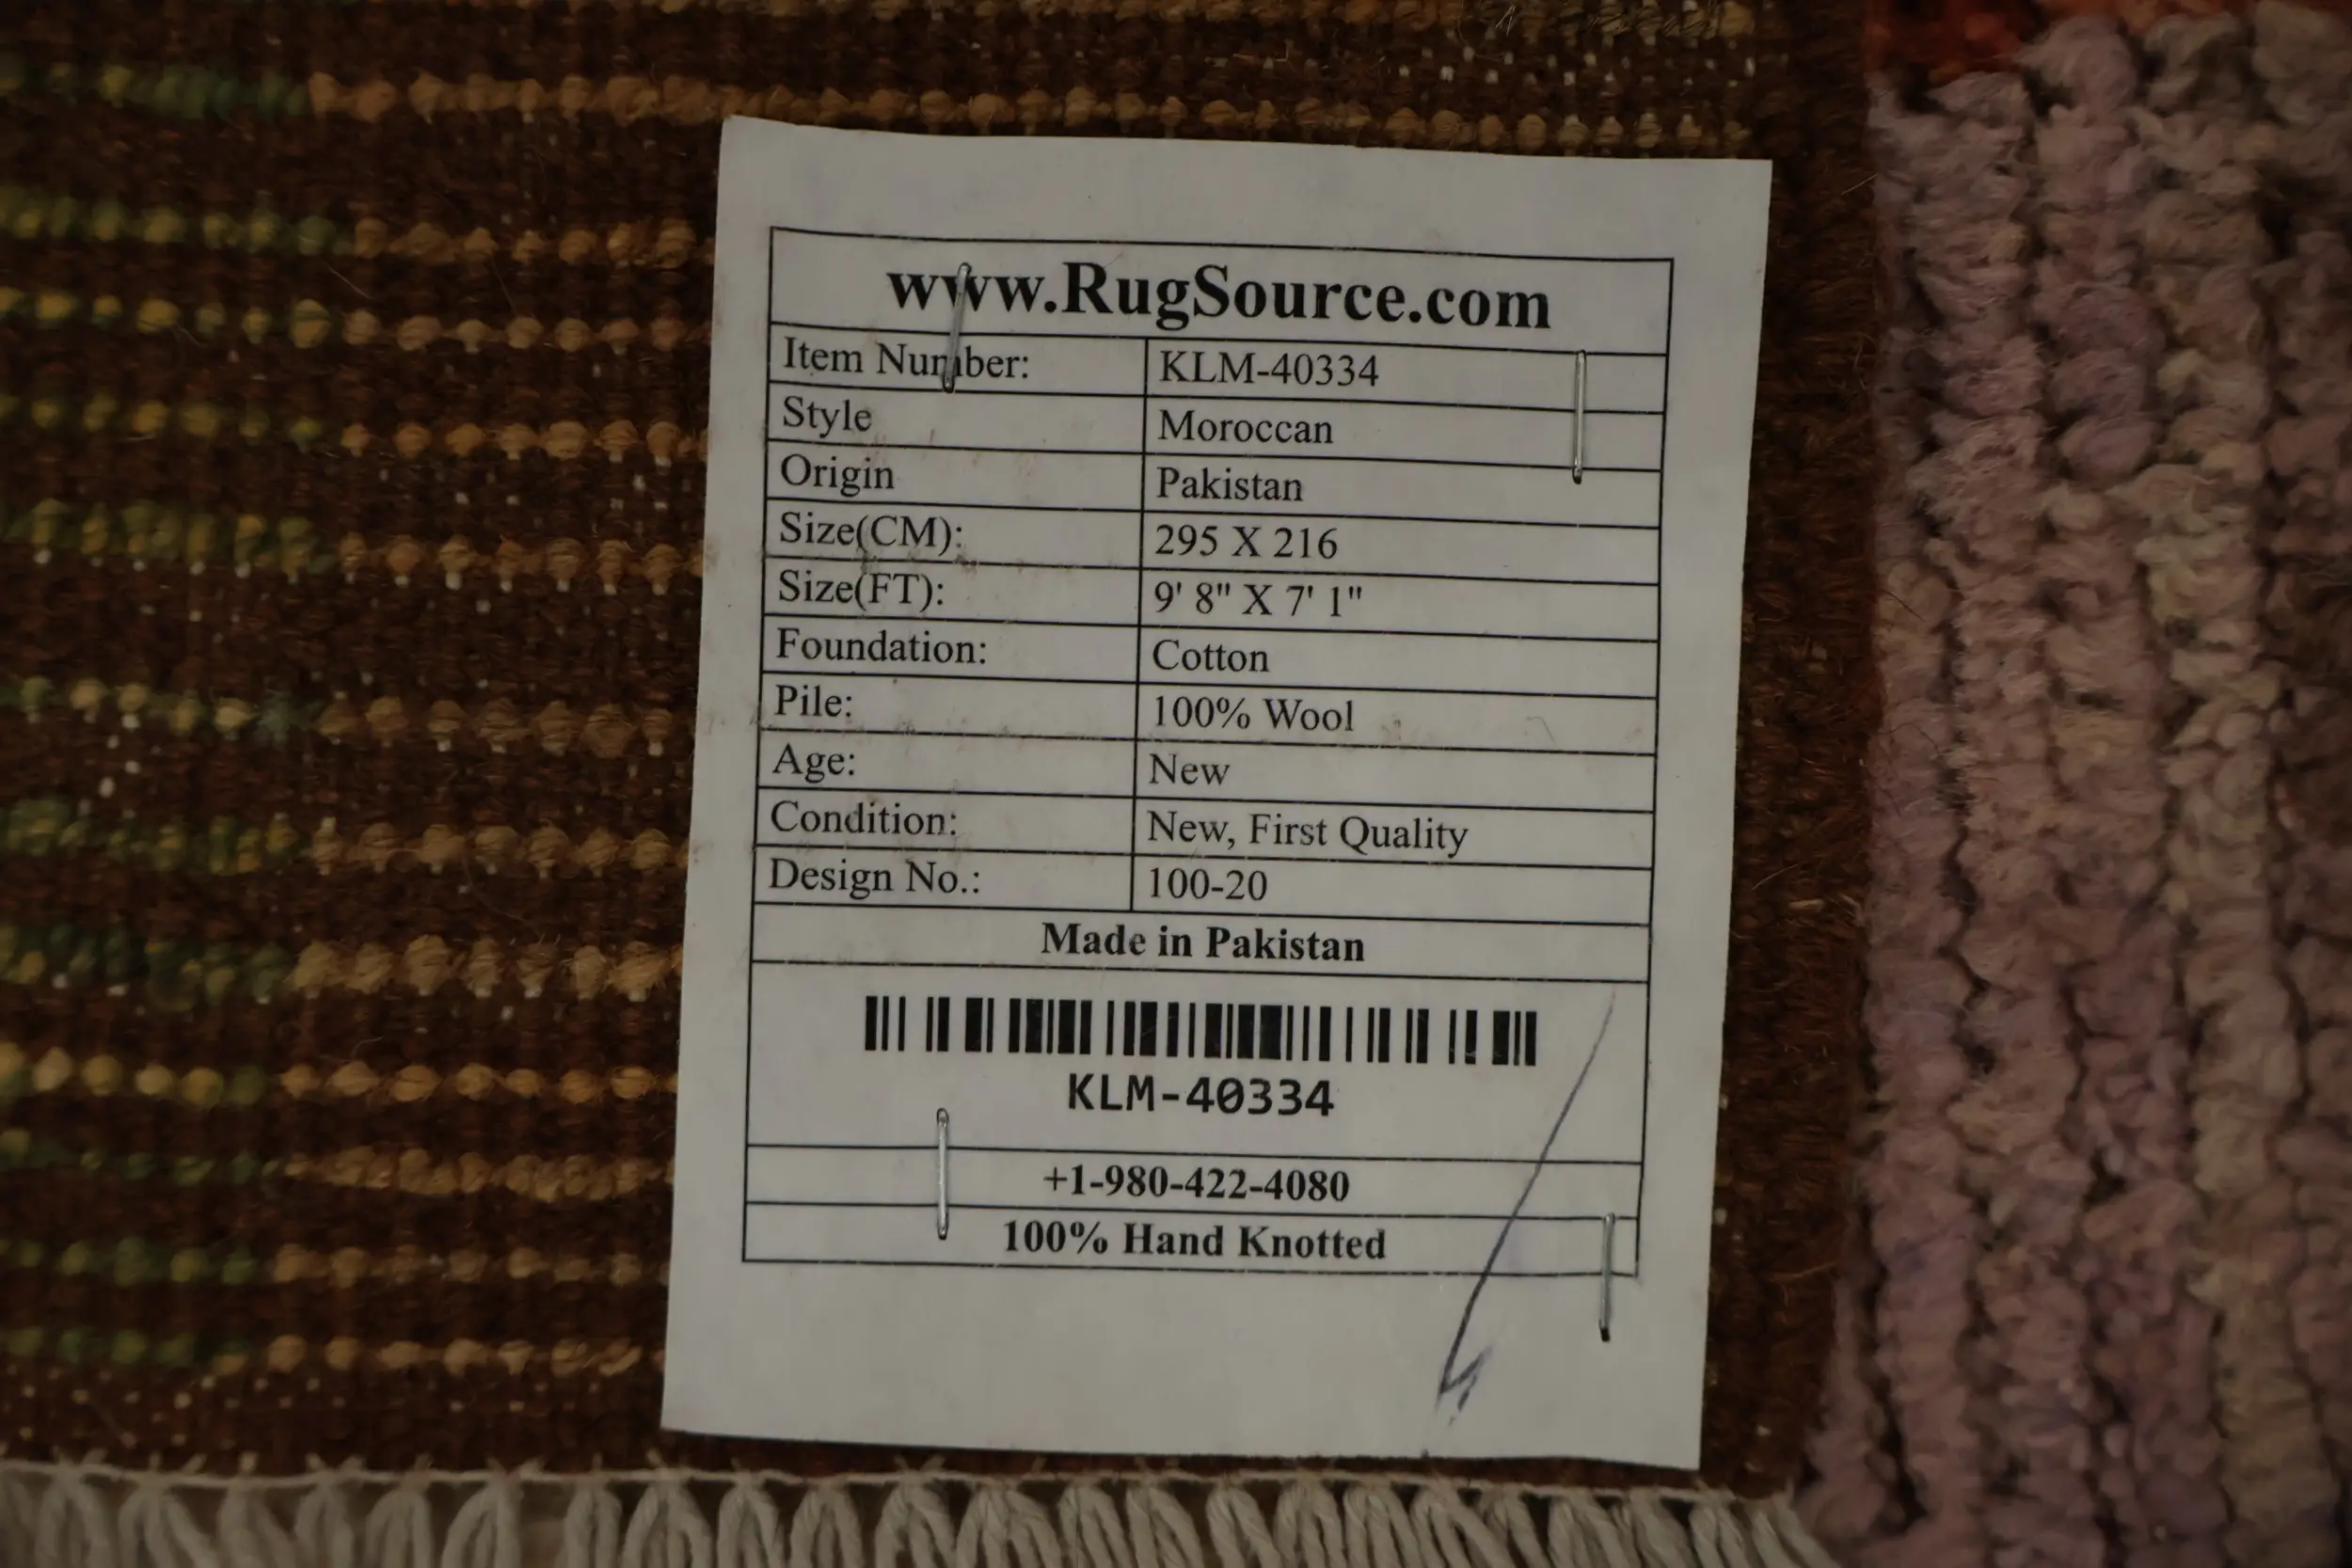 www.RugSource.com
Item Number: KLM-40334
Style Moroccan
Origin Pakistan
Size(CM): 295 X 216
Size(FT): 9' 8" X 7' 1"
Foundation: Cotton
Pile: 100% Wool
Age: New
Condition: New, First Quality
Design No.: 100-20
Made in Pakistan
KLM-40334
+1-980-422-4080
100% Hand Knotted